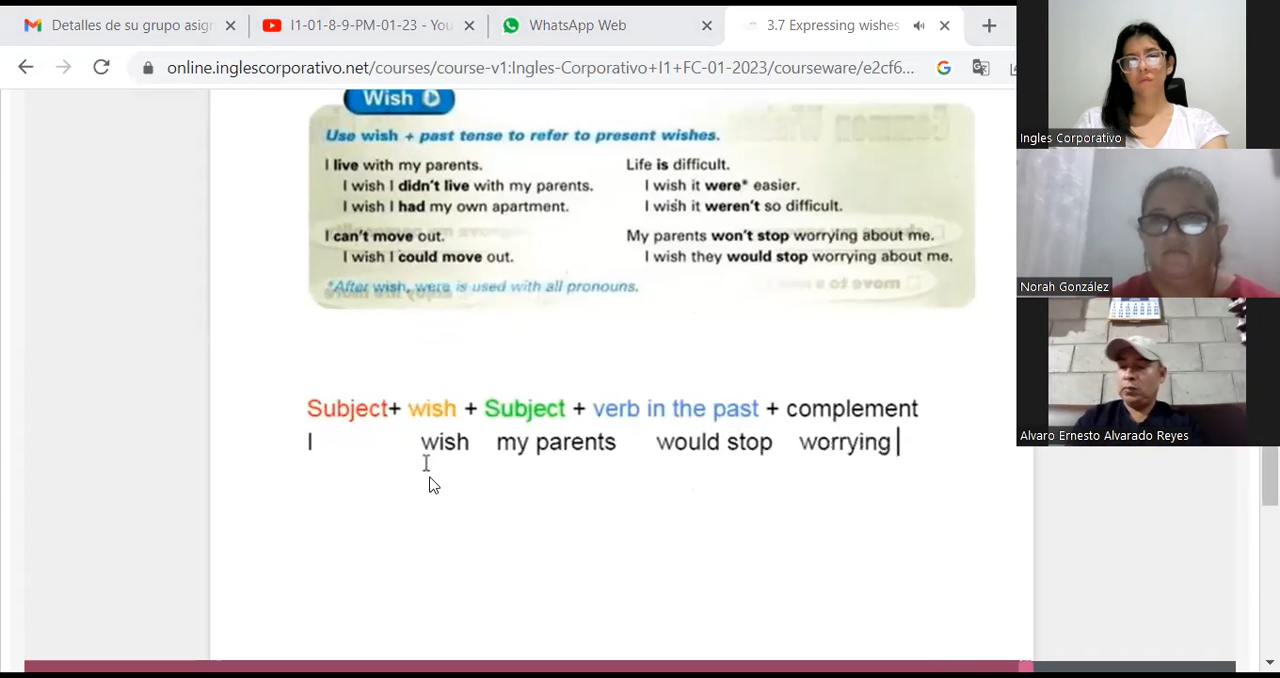 Detalles de su grupo asign
I1-01-8-9-PM-01-23 - You
WhatsApp Web
3.7 Expressing wishes
online.inglescorporativo.net/courses/course-v1:Ingles-Corporativo+I1+FC-01-2023/courseware/e2cf6...
Wish
Use wish + past tense to refer to present wishes.
I live with my parents.
I wish I didn't live with my parents.
I wish I had my own apartment.
I can't move out.
I wish I could move out.
Life is difficult.
I wish it were* easier.
I wish it weren't so difficult.
My parents won't stop worrying about me.
I wish they would stop worrying about me.
*After wish, were is used with all pronouns.
Subject+ wish + Subject + verb in the past + complement
I wish my parents would stop worrying
Ingles Corporativo
Norah González
Alvaro Ernesto Alvarado Reyes